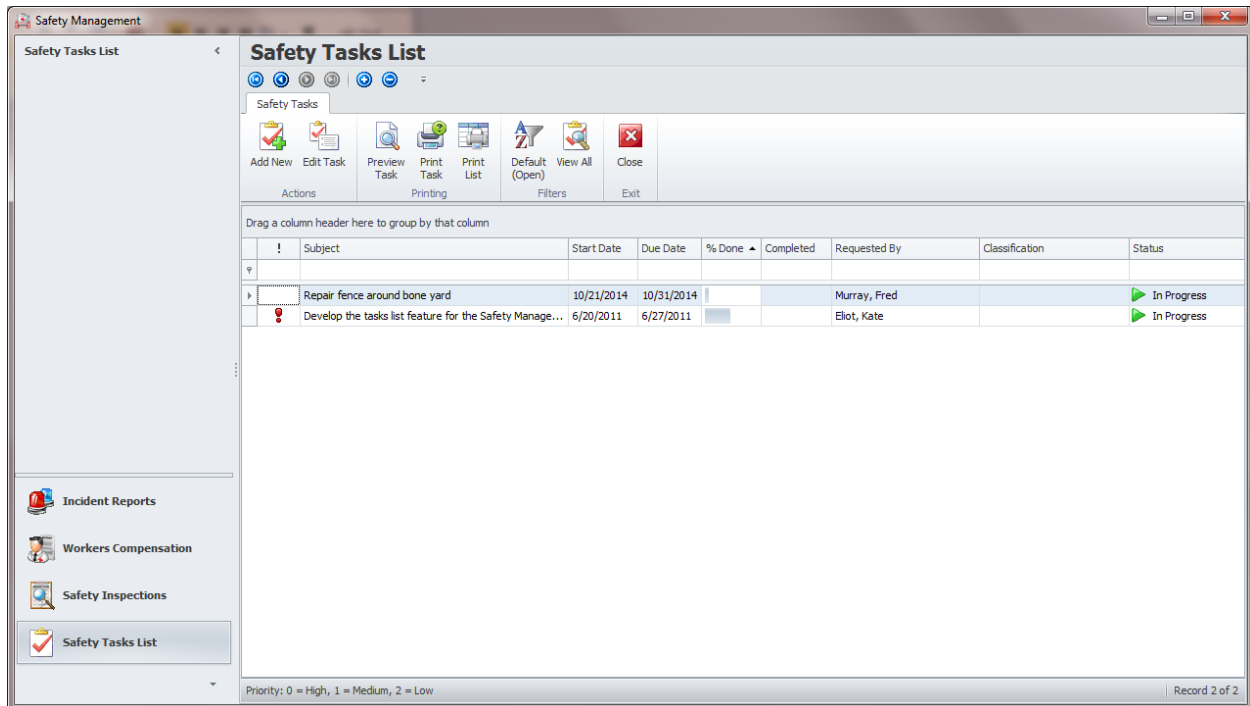 Safety Management
Safety Tasks List
Safety Tasks List
Safety Tasks
Add New Edit Task Preview Task Print Task Print List Default (Open) View All Close
Actions Printing Filters Exit
Drag a column header here to group by that column
! Subject Start Date Due Date % Done Completed Requested By Classification Status
Repair fence around bone yard 10/21/2014 10/31/2014 Murray, Fred In Progress
Develop the tasks list feature for the Safety Manage... 6/20/2011 6/27/2011 Eliot, Kate In Progress
Incident Reports
Workers Compensation
Safety Inspections
Safety Tasks List
Priority: 0 = High, 1 = Medium, 2 = Low Record 2 of 2